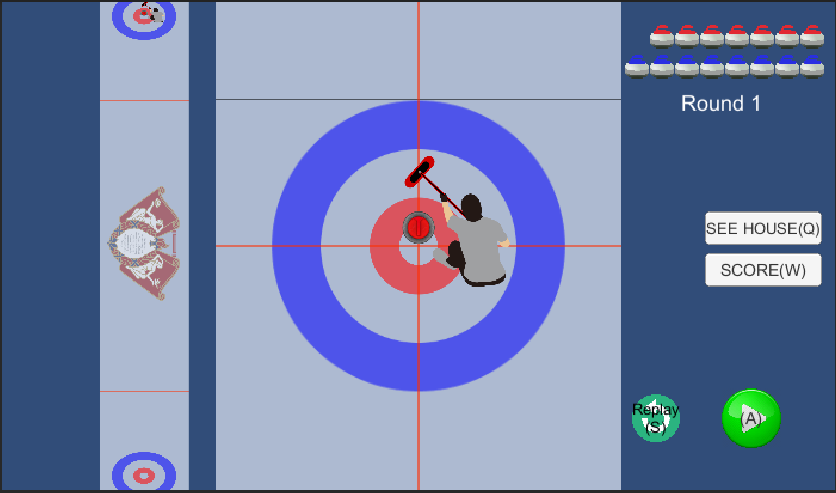 Round 1
SEE HOUSE(Q)
SCORE(W)
Replay
(S)
(A)